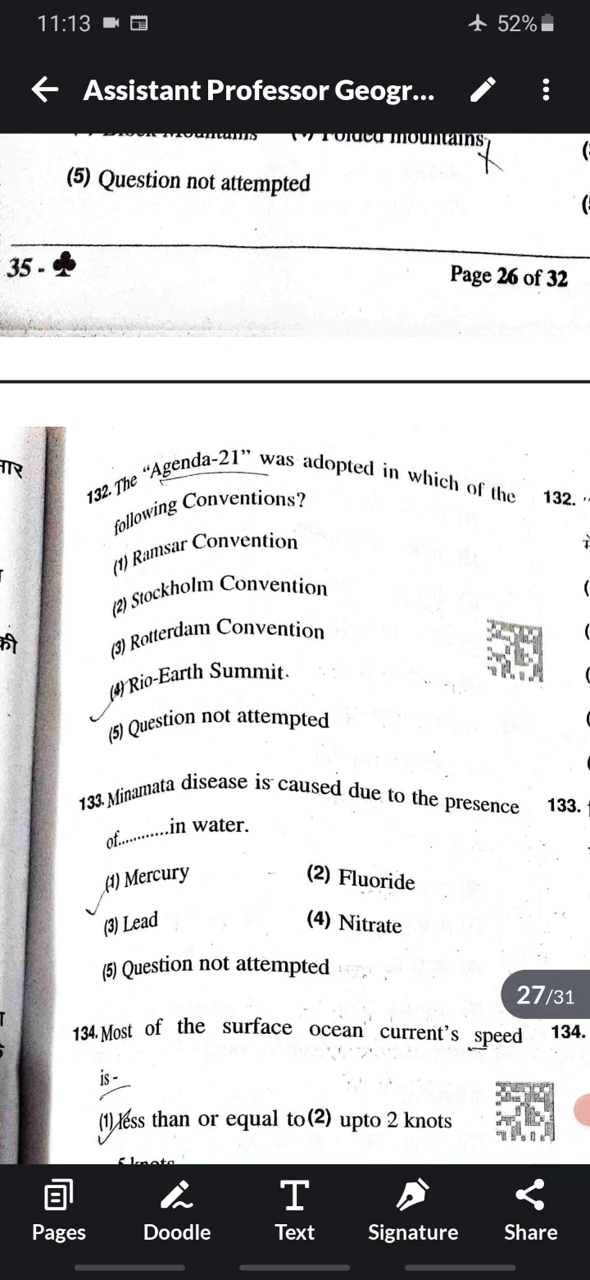 11:13
52%
Assistant Professor Geogr...
Block Mountains Folded mountains
(5) Question not attempted
35 - ♣
Page 26 of 32
132. The “Agenda-21” was adopted in which of the
following Conventions?
(1) Ramsar Convention
(2) Stockholm Convention
(3) Rotterdam Convention
(4) Rio-Earth Summit
(5) Question not attempted
132.
की
133. Minamata disease is caused due to the presence
of............in water.
(1) Mercury (2) Fluoride
(3) Lead (4) Nitrate
(5) Question not attempted
133.
27/31
134. Most of the surface ocean current's speed
is -
(1) less than or equal to (2) upto 2 knots
5 knots
134.
Pages
Doodle
Text
Signature
Share